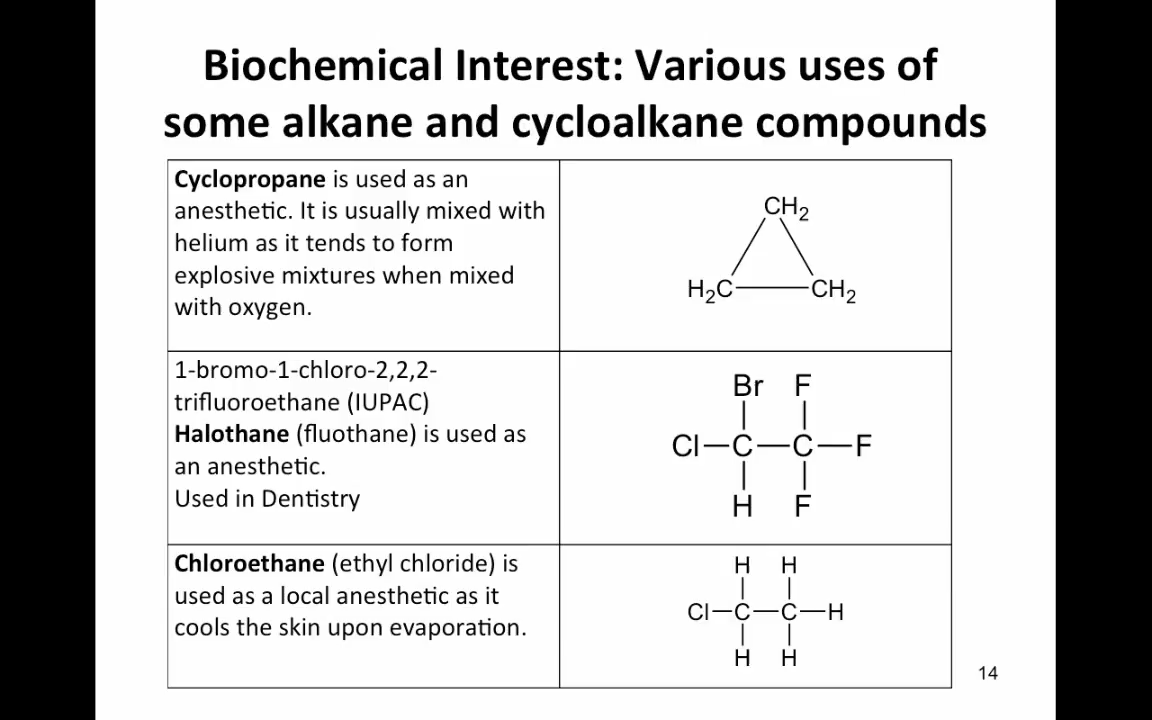 Biochemical Interest: Various uses of
some alkane and cycloalkane compounds
Cyclopropane is used as an
anesthetic. It is usually mixed with
helium as it tends to form
explosive mixtures when mixed
with oxygen.
CH2
H2C CH2
1-bromo-1-chloro-2,2,2-
trifluoroethane (IUPAC)
Halothane (fluothane) is used as
an anesthetic.
Used in Dentistry
Br F
Cl C C F
H F
Chloroethane (ethyl chloride) is
used as a local anesthetic as it
cools the skin upon evaporation.
H H
Cl C C H
H H
14